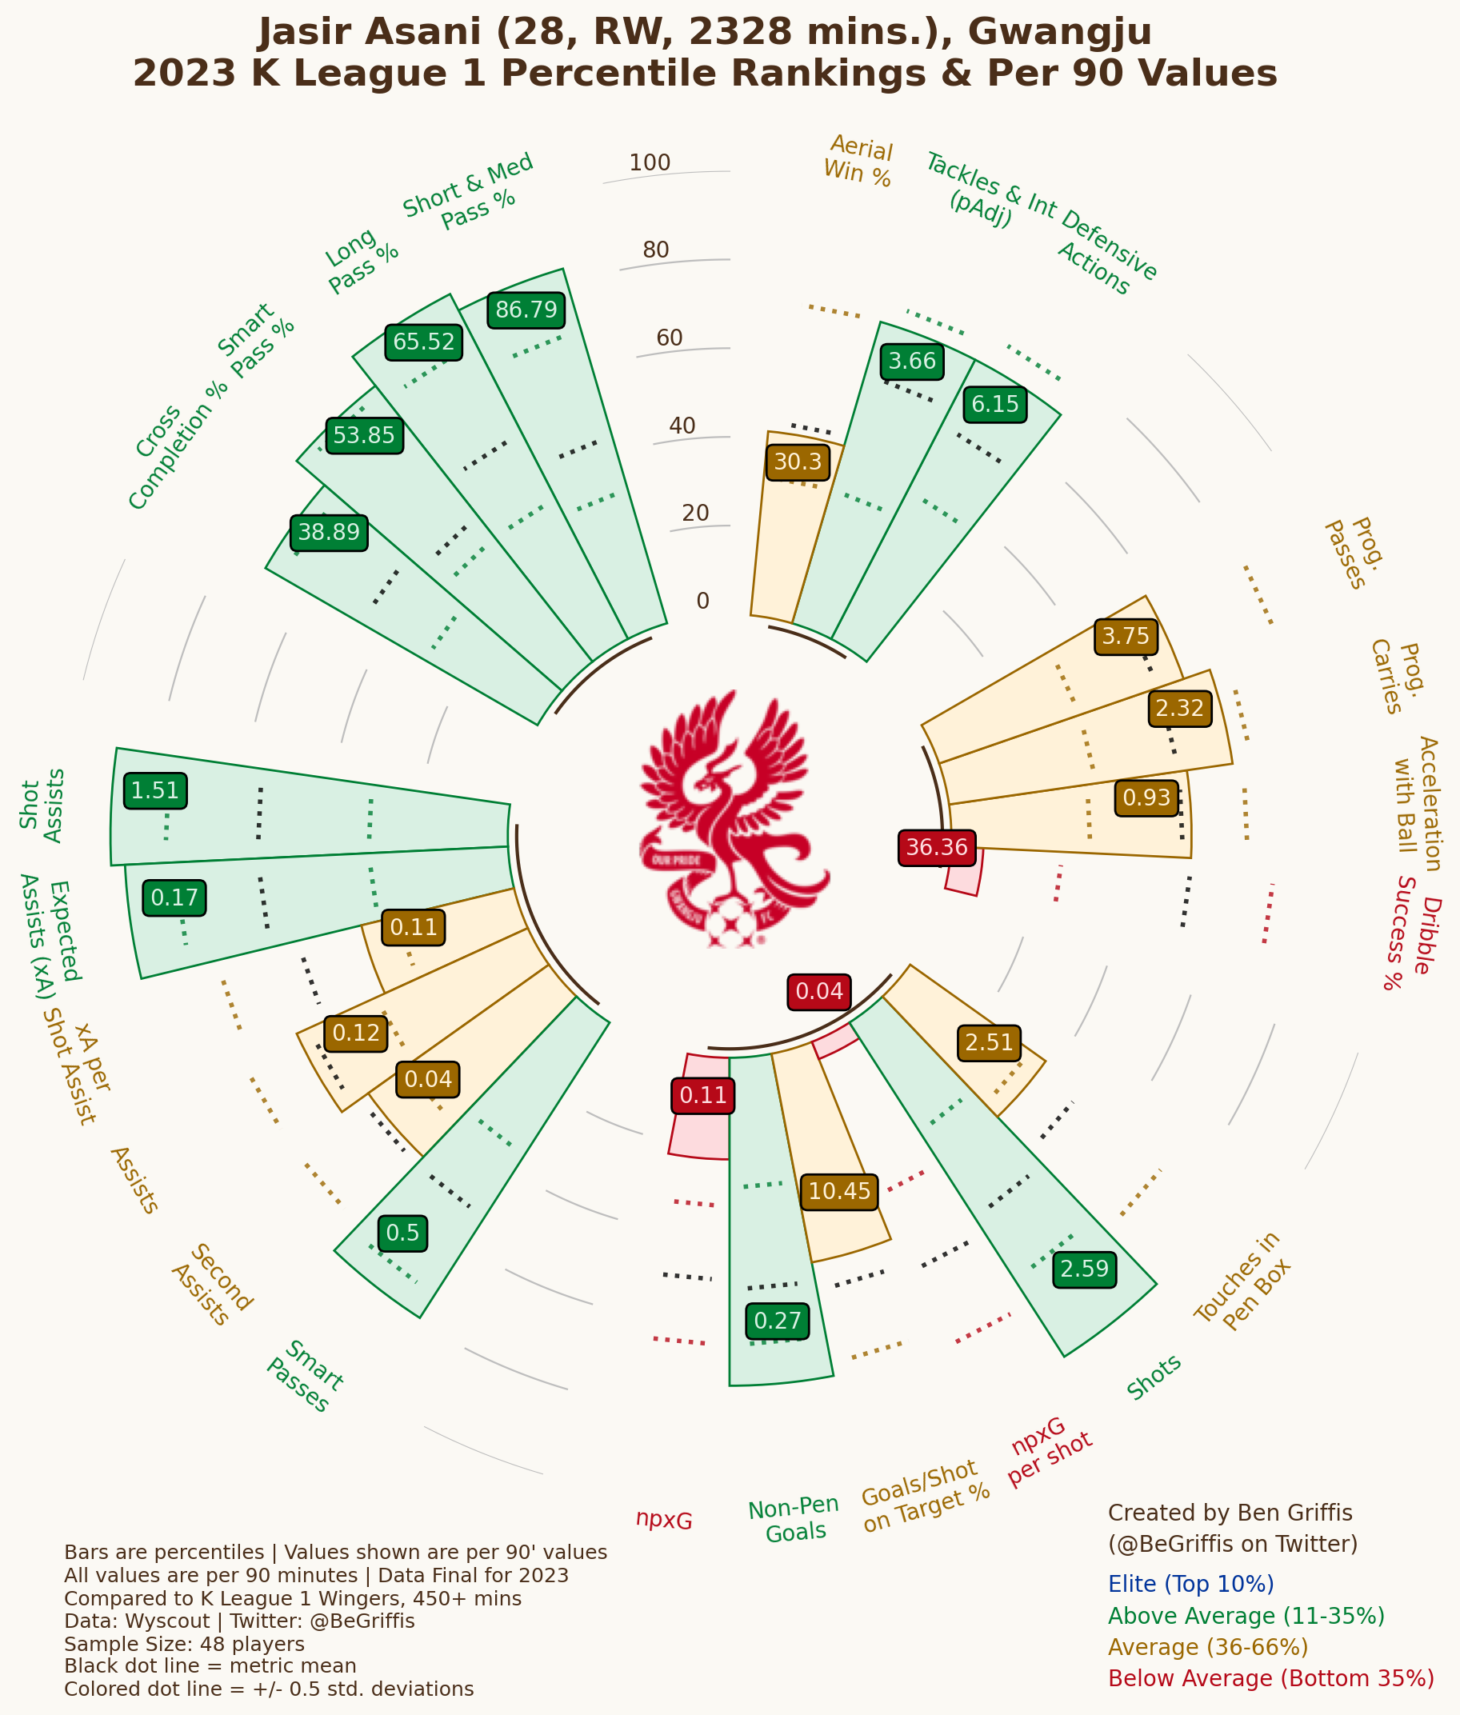 Jasir Asani (28, RW, 2328 mins.), Gwangju
2023 K League 1 Percentile Rankings & Per 90 Values
100
80
60
40
20
0
Aerial
Win %
30.3
Tackles & Int
(pAdj)
3.66
Defensive
Actions
6.15
Prog.
Passes
3.75
Prog.
Carries
2.32
Acceleration
with Ball
0.93
Dribble
Success %
36.36
Touches in
Pen Box
2.51
Shots
2.59
npxG
per shot
0.04
Goals/Shot
on Target %
10.45
Non-Pen
Goals
0.27
npxG
0.11
Smart
Passes
0.5
Second
Assists
0.04
Assists
0.12
xA per
Shot Assist
0.11
Expected
Assists (xA)
0.17
Shot
Assists
1.51
Cross
Completion %
38.89
Smart
Pass %
53.85
Long
Pass %
65.52
Short & Med
Pass %
86.79
OUR PRIDE
GWANGJU
FC
®
Bars are percentiles | Values shown are per 90' values
All values are per 90 minutes | Data Final for 2023
Compared to K League 1 Wingers, 450+ mins
Data: Wyscout | Twitter: @BeGriffis
Sample Size: 48 players
Black dot line = metric mean
Colored dot line = +/- 0.5 std. deviations
Created by Ben Griffis
(@BeGriffis on Twitter)
Elite (Top 10%)
Above Average (11-35%)
Average (36-66%)
Below Average (Bottom 35%)